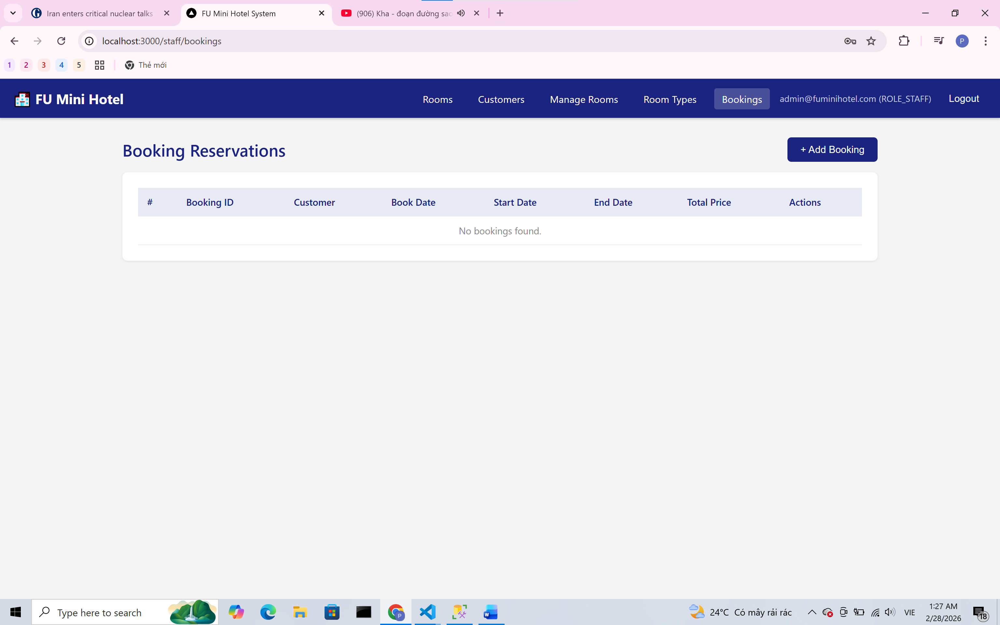 Iran enters critical nuclear talks
FU Mini Hotel System
(906) Kha - đoạn đường sao
localhost:3000/staff/bookings
P
1 2 3 4 5 Thẻ mới
FU Mini Hotel
Rooms Customers Manage Rooms Room Types Bookings admin@fuminihotel.com (ROLE_STAFF) Logout
Booking Reservations
+ Add Booking
# Booking ID Customer Book Date Start Date End Date Total Price Actions
No bookings found.
Type here to search
24°C Có mây rải rác
VIE
1:27 AM
2/28/2026
18